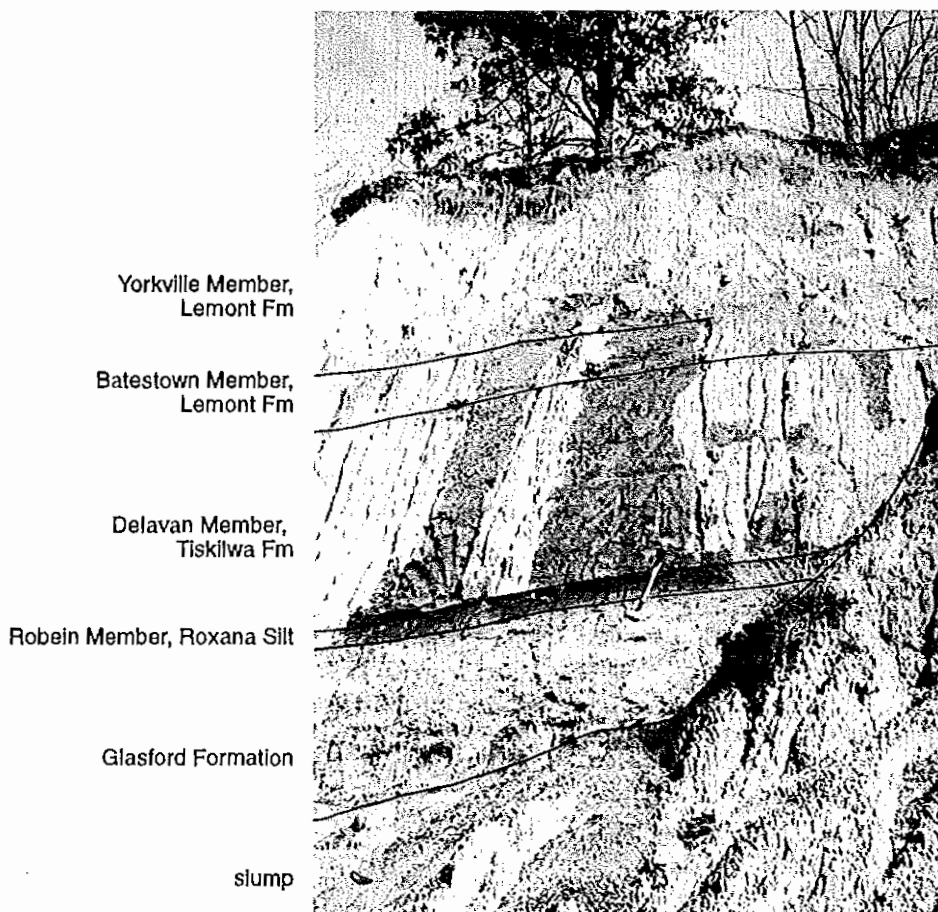 Yorkville Member,
Lemont Fm
Batestown Member,
Lemont Fm
Delavan Member,
Tiskilwa Fm
Robein Member, Roxana Silt
Glasford Formation
slump